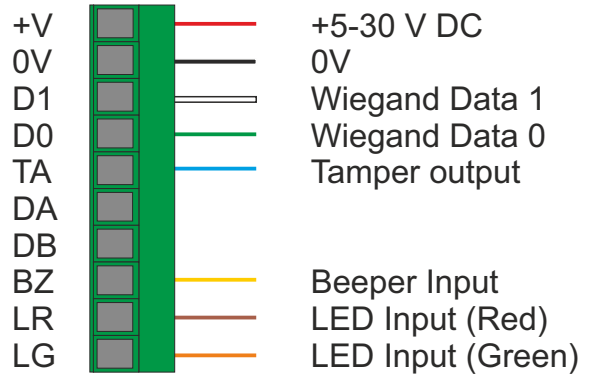 +V +5-30 V DC
0V 0V
D1 Wiegand Data 1
D0 Wiegand Data 0
TA Tamper output
DA
DB
BZ Beeper Input
LR LED Input (Red)
LG LED Input (Green)